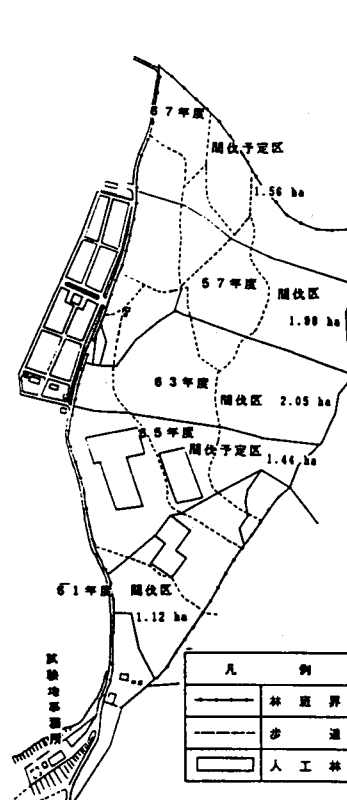 67年度
間伐予定区
1.56 ha
57年度
間伐区
1.98 ha
63年度
間伐区 2.05 ha
65年度
間伐予定区
1.44 ha
61年度 間伐区
1.12 ha
試験地事務所
凡 例
林班界
歩道
人工林